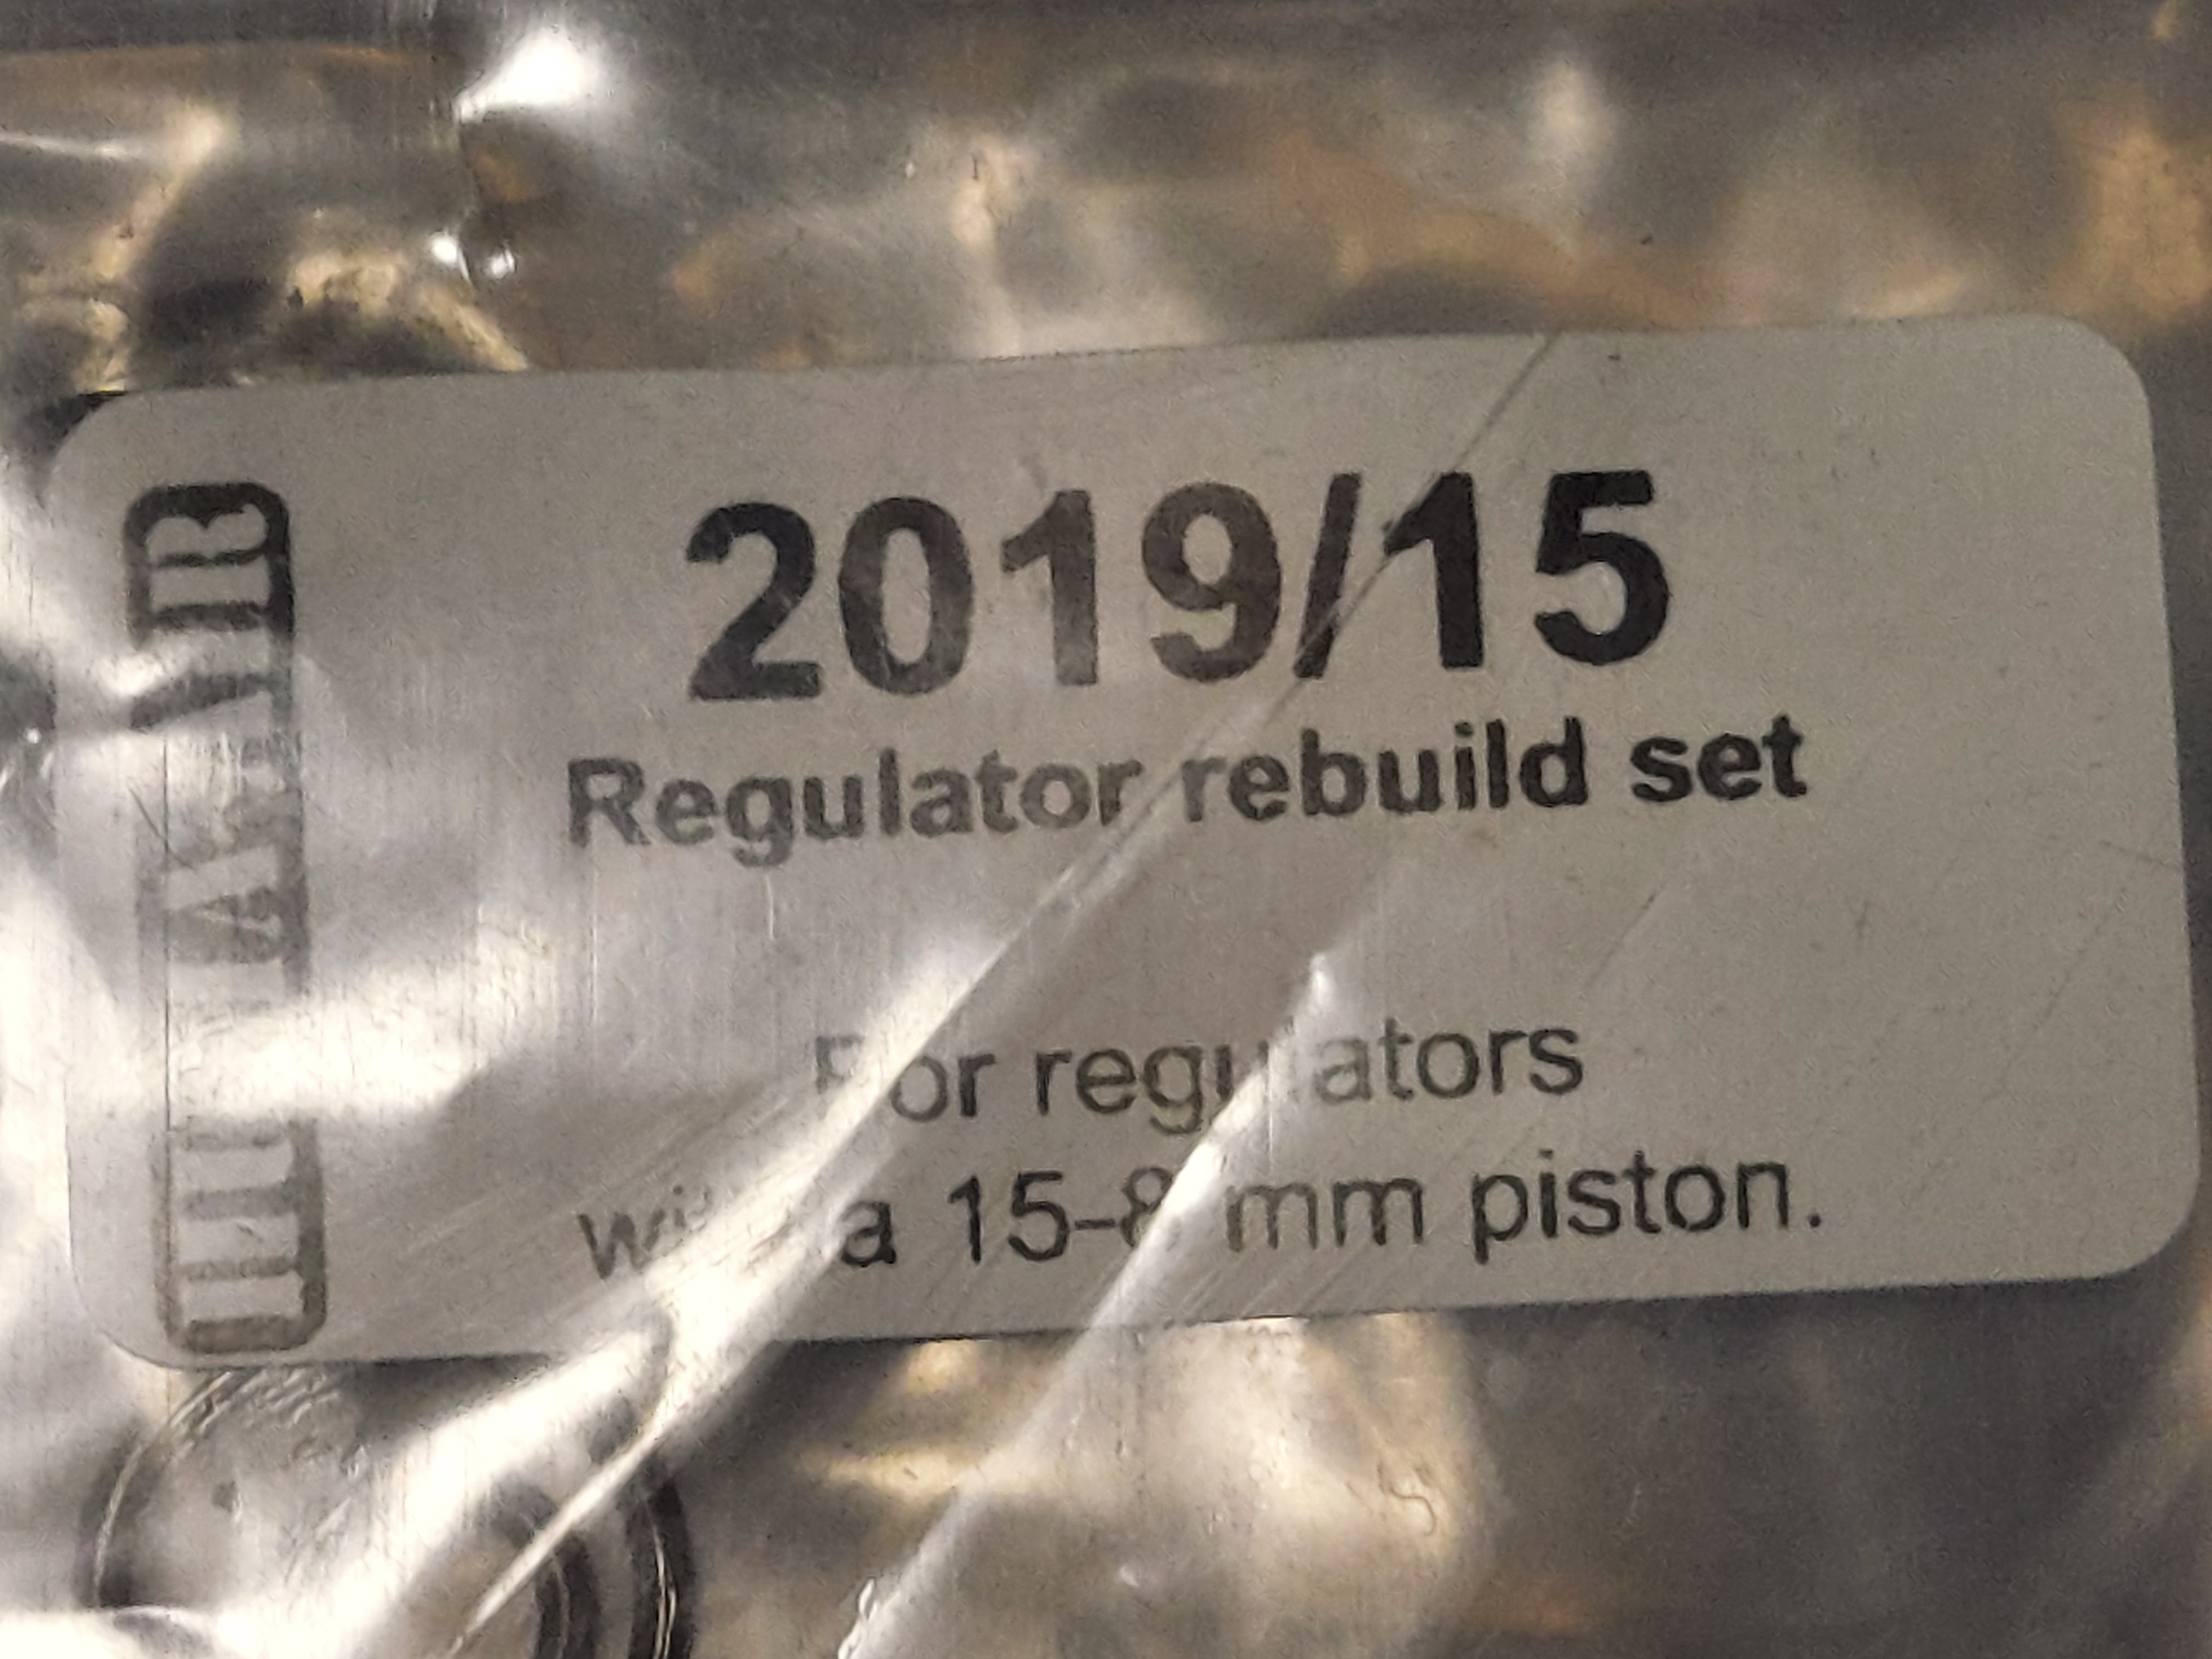 2019/15
Regulator rebuild set
For regulators
a 15-8 mm piston.